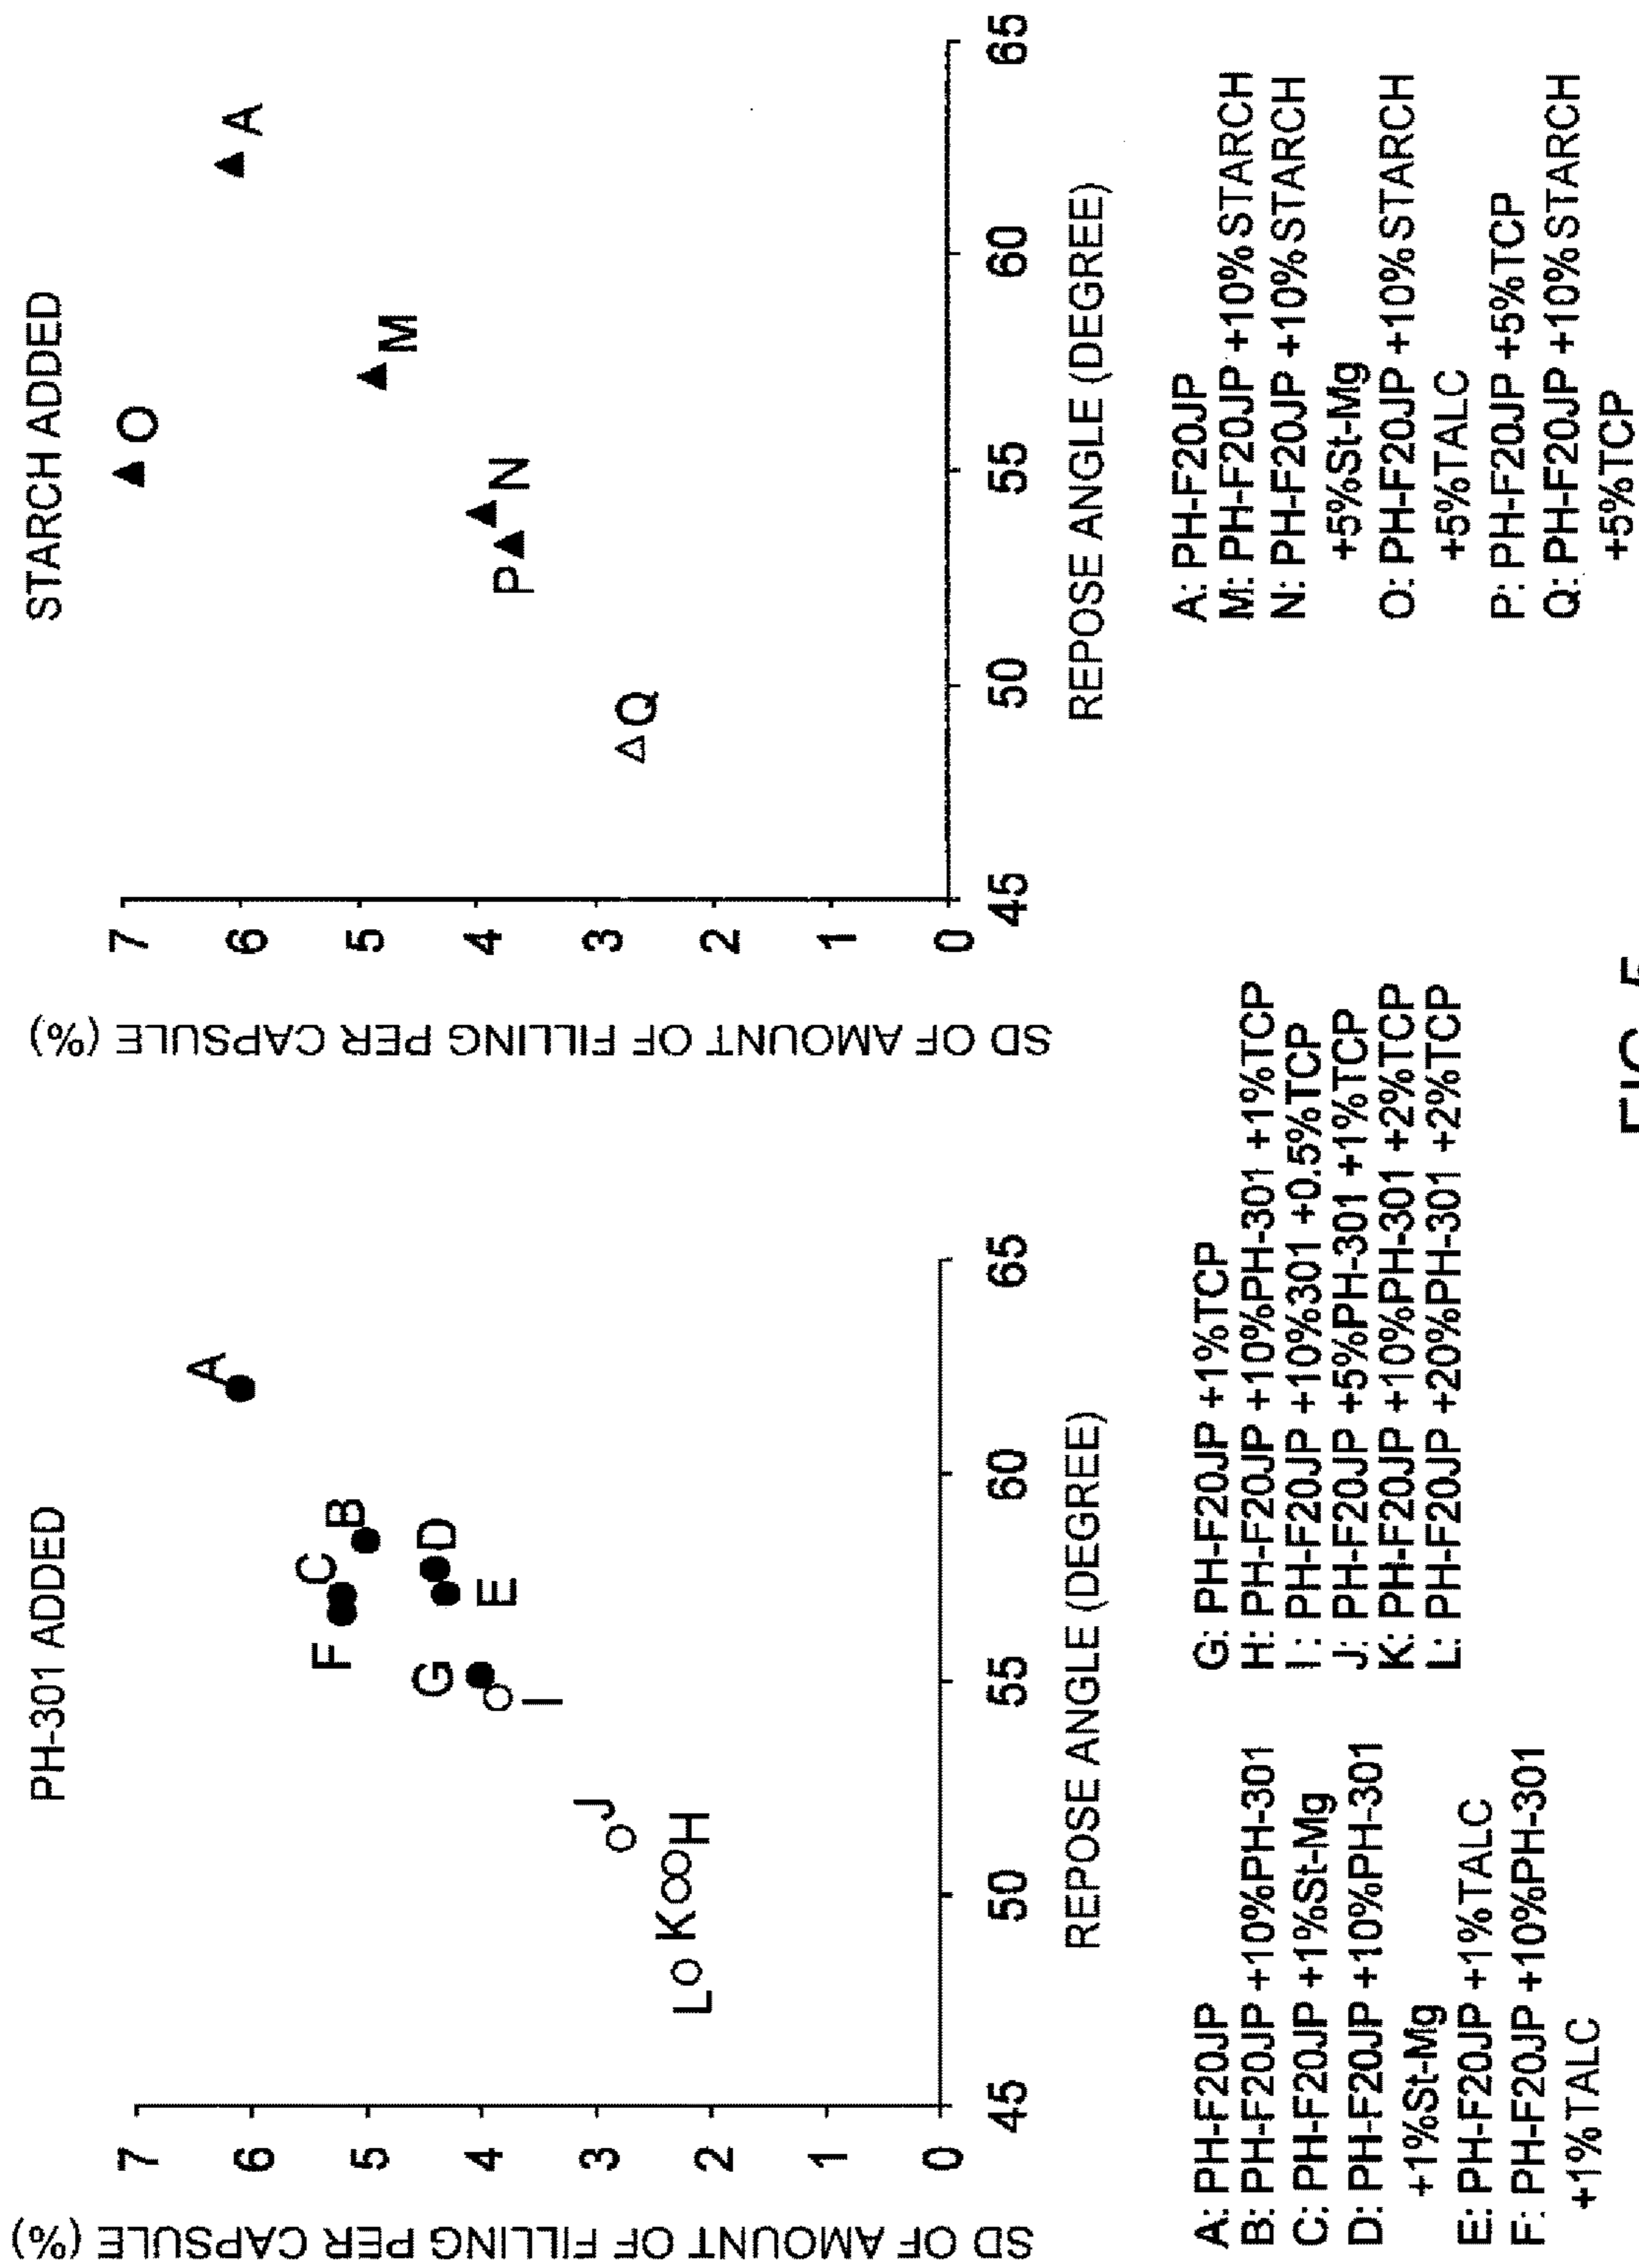 PH-301 ADDED
SD OF AMOUNT OF FILLING PER CAPSULE (%)
7
6
5
4
3
2
1
0
A
B
C
D
E
F
G
I
J
H
K
L
45
50
55
60
65
REPOSE ANGLE (DEGREE)
A: PH-F20JP
B: PH-F20JP +10%PH-301
C: PH-F20JP +1%St-Mg
D: PH-F20JP +10%PH-301
+1%St-Mg
E: PH-F20JP +1%TALC
F: PH-F20JP +10%PH-301
+1%TALC
G: PH-F20JP +1%TCP
H: PH-F20JP +10%PH-301 +1%TCP
I: PH-F20JP +10%301 +0.5%TCP
J: PH-F20JP +5%PH-301 +1%TCP
K: PH-F20JP +10%PH-301 +2%TCP
L: PH-F20JP +20%PH-301 +2%TCP
STARCH ADDED
SD OF AMOUNT OF FILLING PER CAPSULE (%)
7
6
5
4
3
2
1
0
O
A
M
N
P
Q
45
50
55
60
65
REPOSE ANGLE (DEGREE)
A: PH-F20JP
M: PH-F20JP +10%STARCH
N: PH-F20JP +10%STARCH
+5%St-Mg
O: PH-F20JP +10%STARCH
+5%TALC
P: PH-F20JP +5%TCP
Q: PH-F20JP +10%STARCH
+5%TCP